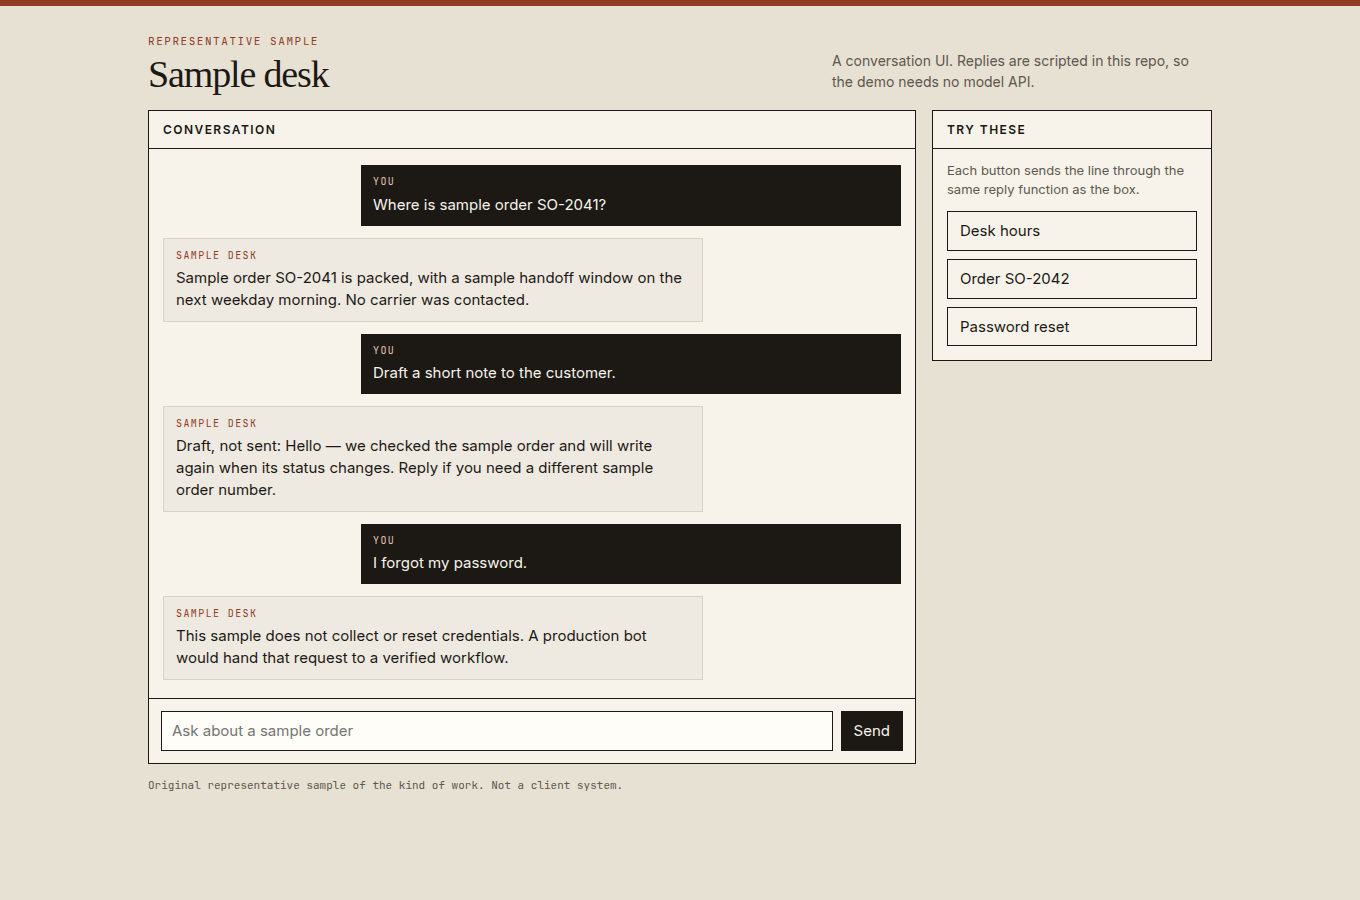 REPRESENTATIVE SAMPLE
Sample desk
A conversation UI. Replies are scripted in this repo, so
the demo needs no model API.
CONVERSATION
YOU
Where is sample order SO-2041?
SAMPLE DESK
Sample order SO-2041 is packed, with a sample handoff window on the
next weekday morning. No carrier was contacted.
YOU
Draft a short note to the customer.
SAMPLE DESK
Draft, not sent: Hello — we checked the sample order and will write
again when its status changes. Reply if you need a different sample
order number.
YOU
I forgot my password.
SAMPLE DESK
This sample does not collect or reset credentials. A production bot
would hand that request to a verified workflow.
Ask about a sample order
Send
TRY THESE
Each button sends the line through the
same reply function as the box.
Desk hours
Order SO-2042
Password reset
Original representative sample of the kind of work. Not a client system.